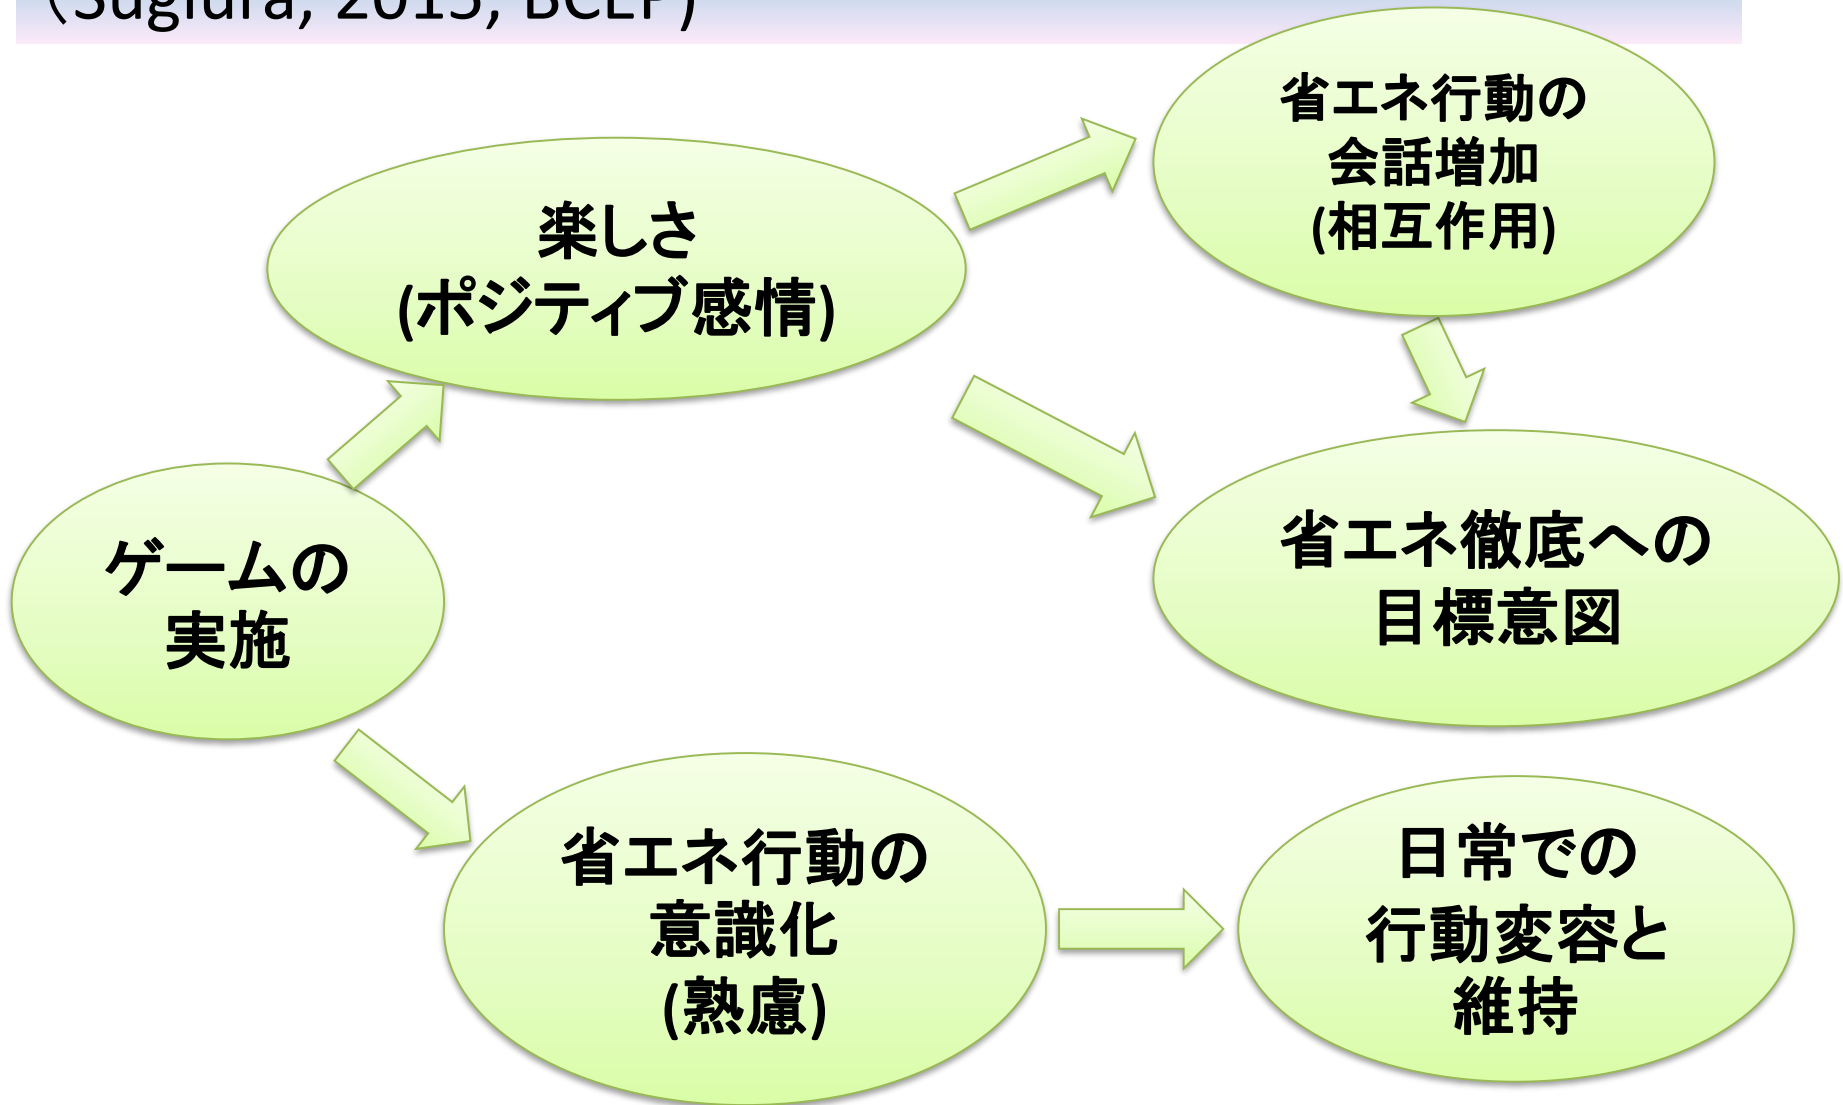 (Sugiura, 2013, BCEP)
省エネ行動の
会話増加
(相互作用)
楽しさ
(ポジティブ感情)
ゲームの
実施
省エネ徹底への
目標意図
省エネ行動の
意識化
(熟慮)
日常での
行動変容と
維持